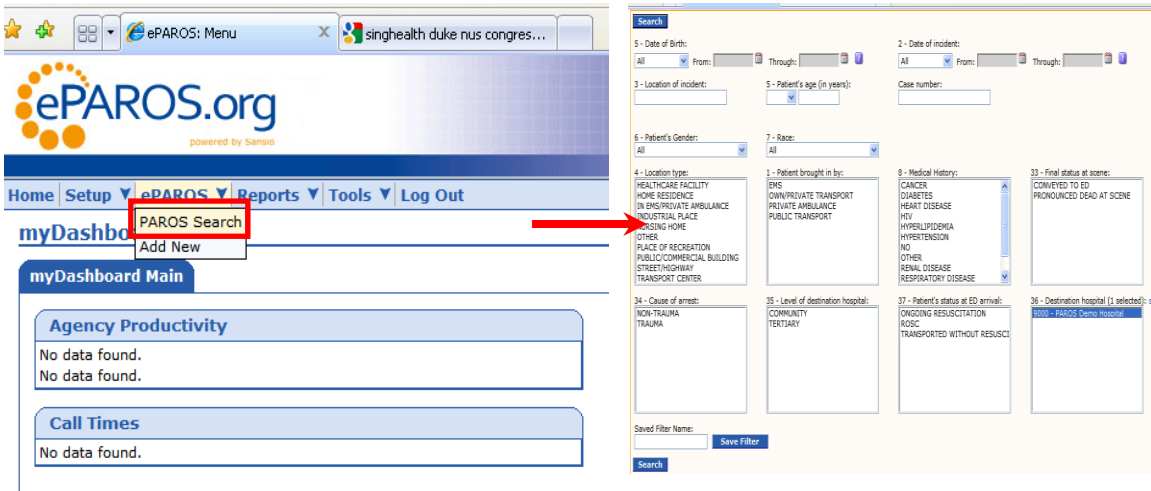 ePAROS: Menu
singhealth duke nus congres...
ePAROS.org
powered by Sansio
Home Setup ePAROS Reports Tools Log Out
PAROS Search
Add New
myDashbo
myDashboard Main
Agency Productivity
No data found.
No data found.
Call Times
No data found.
Search
5 - Date of Birth:
2 - Date of incident:
All From: Through:
All From: Through:
3 - Location of incident:
5 - Patient's age (in years):
Case number:
6 - Patient's Gender:
7 - Race:
All
All
4 - Location type:
HEALTHCARE FACILITY
HOME RESIDENCE
IN EMS/PRIVATE AMBULANCE
INDUSTRIAL PLACE
NURSING HOME
OTHER
PLACE OF RECREATION
PUBLIC/COMMERCIAL BUILDING
STREET/HIGHWAY
TRANSPORT CENTER
1 - Patient brought in by:
EMS
OWN/PRIVATE TRANSPORT
PRIVATE AMBULANCE
PUBLIC TRANSPORT
8 - Medical History:
CANCER
DIABETES
HEART DISEASE
HIV
HYPERLIPIDEMIA
HYPERTENSION
NO
OTHER
RENAL DISEASE
RESPIRATORY DISEASE
33 - Final status at scene:
CONVEYED TO ED
PRONOUNCED DEAD AT SCENE
34 - Cause of arrest:
NON-TRAUMA
TRAUMA
35 - Level of destination hospital:
COMMUNITY
TERTIARY
37 - Patient's status at ED arrival:
ONGOING RESUSCITATION
ROSC
TRANSPORTED WITHOUT RESUSCI
36 - Destination hospital (1 selected): s
9000 - PAROS Demo Hospital
Saved Filter Name:
Save Filter
Search